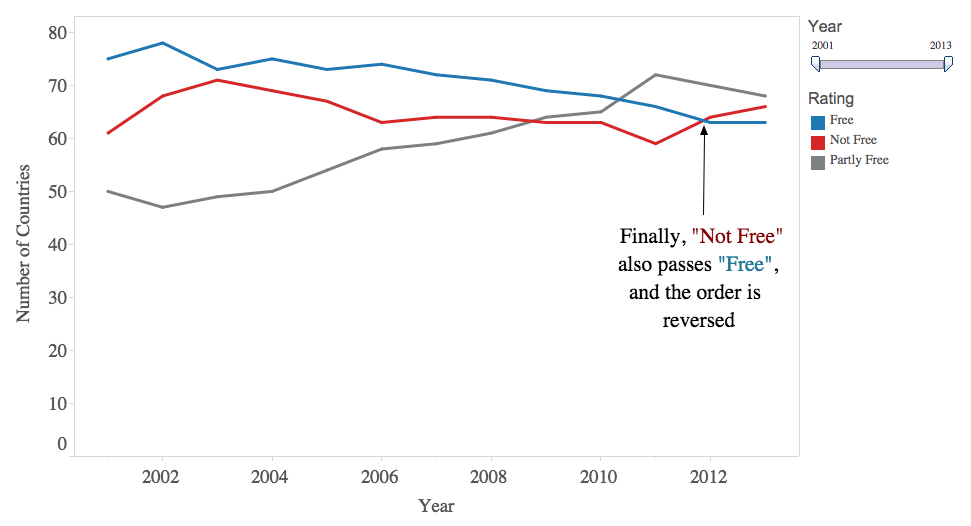 80
70
60
50
40
30
20
10
0
Number of Countries
2002
2004
2006
2008
2010
2012
Year
Finally, "Not Free"
also passes "Free",
and the order is
reversed
Year
2001
2013
Rating
Free
Not Free
Partly Free